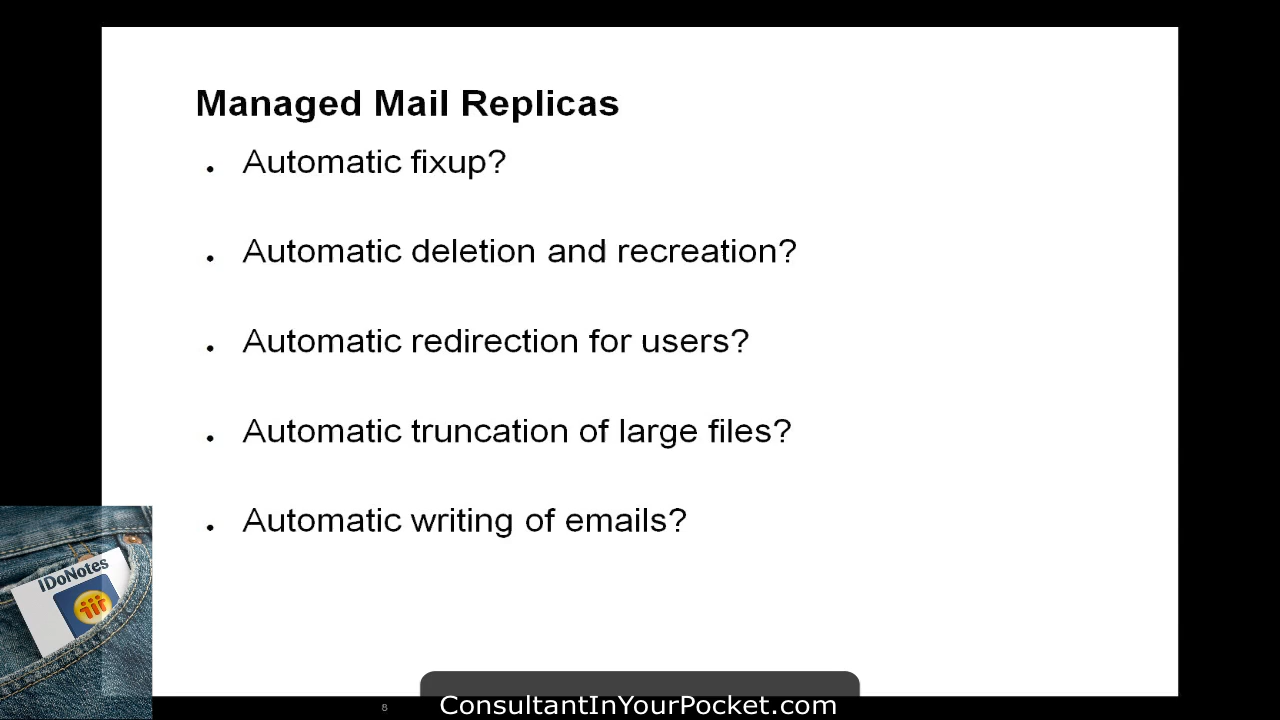 Managed Mail Replicas
• Automatic fixup?
• Automatic deletion and recreation?
• Automatic redirection for users?
• Automatic truncation of large files?
• Automatic writing of emails?
IDoNotes
8
ConsultantInYourPocket.com